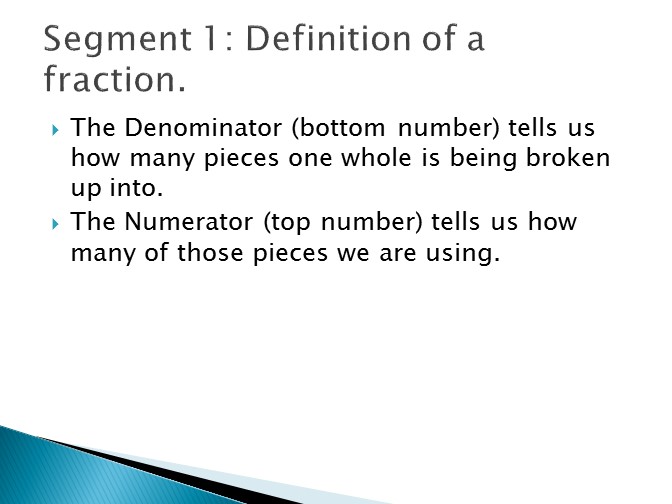 Segment 1: Definition of a
fraction.
The Denominator (bottom number) tells us
how many pieces one whole is being broken
up into.
The Numerator (top number) tells us how
many of those pieces we are using.